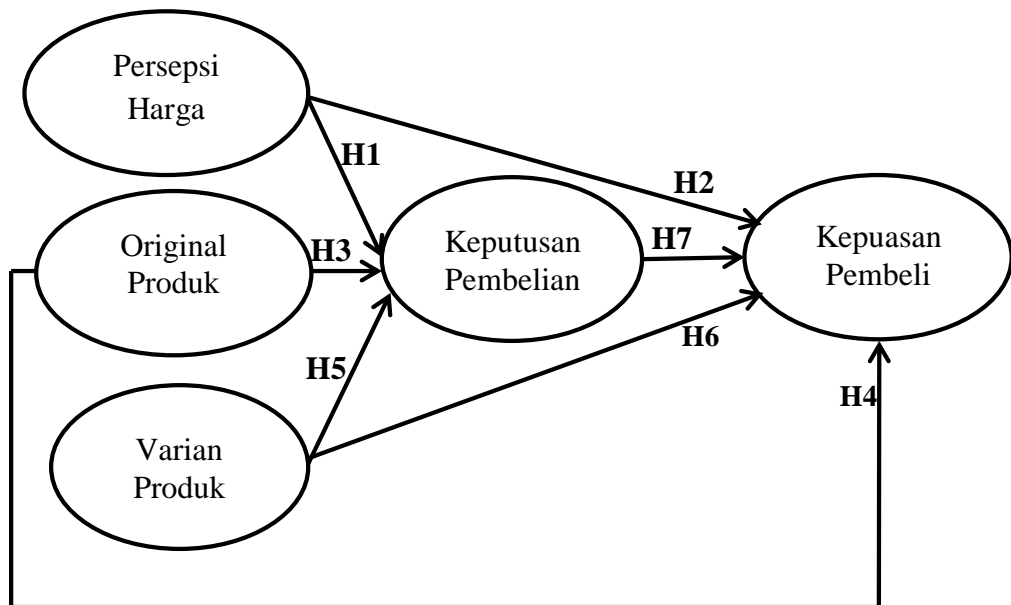 Persepsi
Harga
H1
H2
Original
Produk
H3
Keputusan
Pembelian
H7
Kepuasan
Pembeli
H5
H6
H4
Varian
Produk